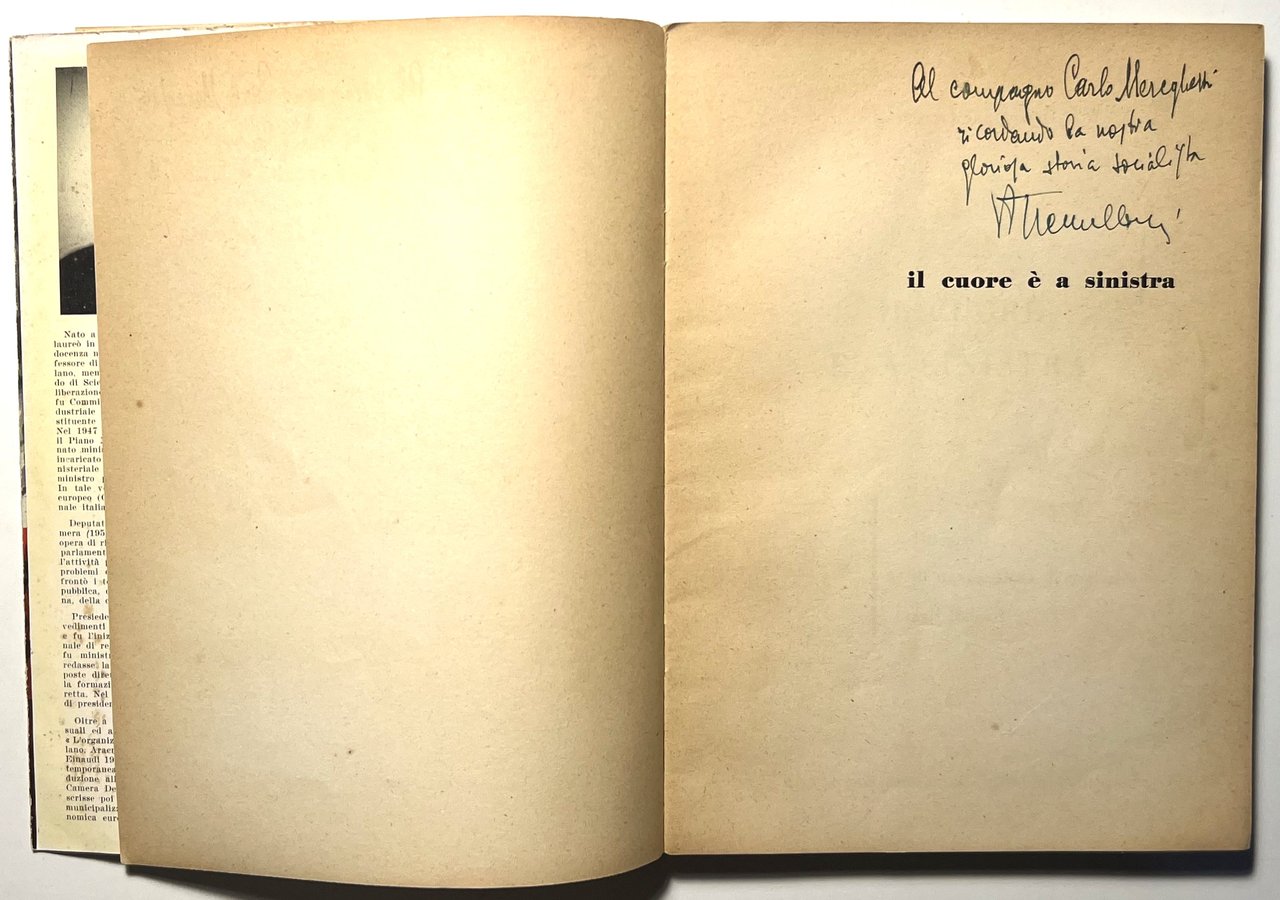 Nato a
laureò in
docenza n
fessore di
lano, mem
do di Scie
liberazione
fu Commi
dustriale
stituente
Nel 1947
il Piano
nato mini
incaricato
nisteriale
ministro p
In tale v
europeo (
nale italia
Deputat
mera (195
opera di r
parlament
l'attività
problemi
frontò i t
pubblica,
na, della c
Presiede
vedimenti
e fu l'iniz
nale di re
fu minist
redasse la
poste diret
la formazi
retta. Nel
di presiden
Oltre a
suali ed a
« L'organiz
lano, Arac
Einaudi 19
temporanea
duzione all
Camera De
scrisse poi
municipaliz
nomica eur
Al compagno Carlo Mereghetti
ricordando la nostra
gloriosa storia socialista
il cuore è a sinistra